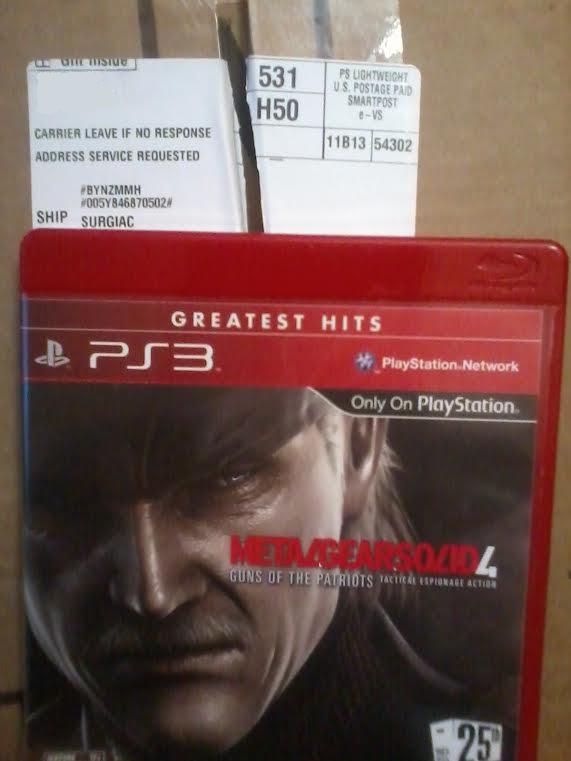 Gift Inside
531
H50
PS LIGHTWEIGHT
U.S. POSTAGE PAID
SMARTPOST
e-VS
11B13 54302
CARRIER LEAVE IF NO RESPONSE
ADDRESS SERVICE REQUESTED
#BYNZMMH
#005Y846870502#
SHIP SURGIAC
GREATEST HITS
PS3
PlayStation Network
Only On PlayStation
METAL GEAR SOLID 4
GUNS OF THE PATRIOTS TACTICAL ESPIONAGE ACTION
25th